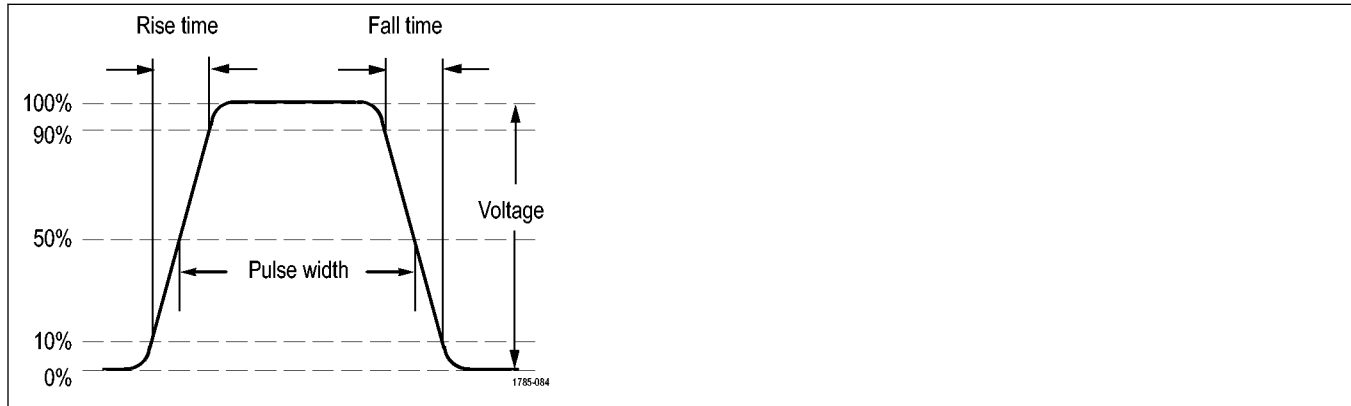 Rise time
Fall time
100%
90%
Voltage
50%
Pulse width
10%
0%
1785-084